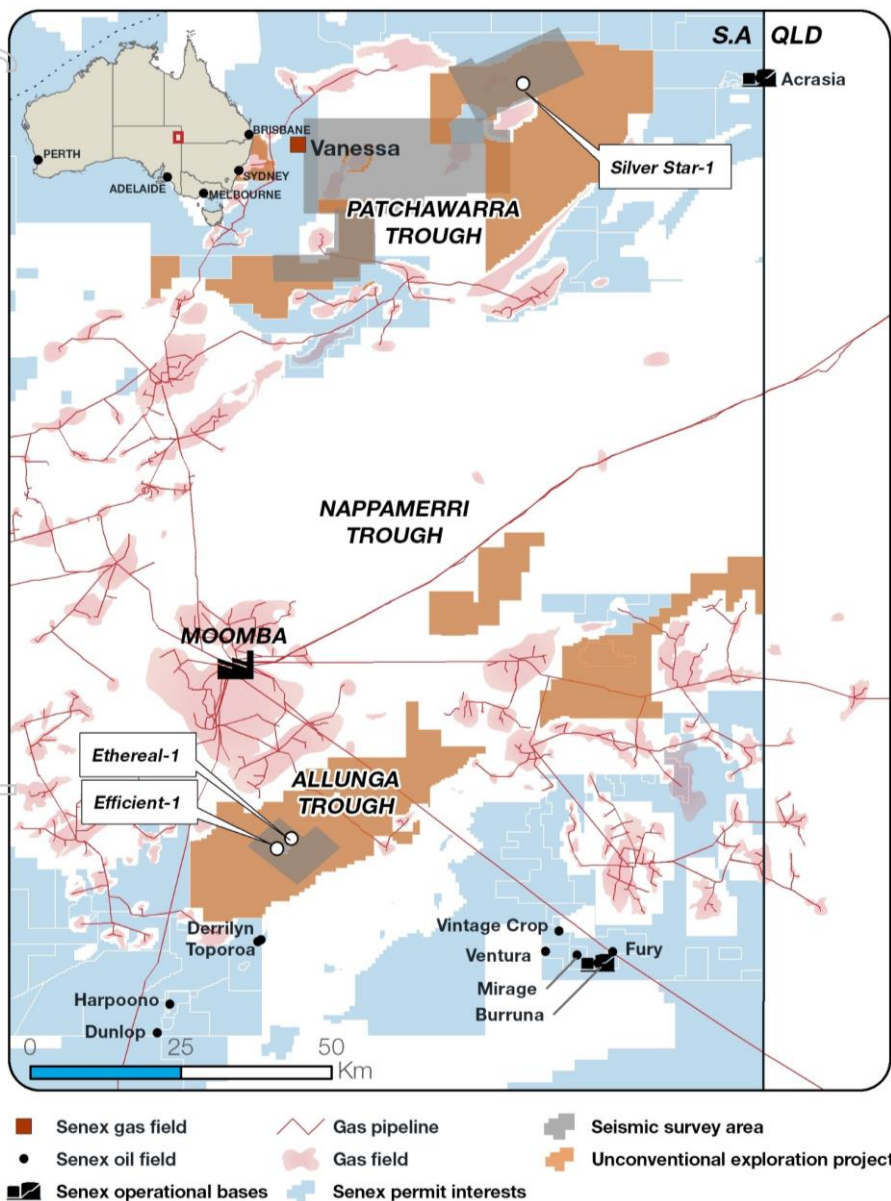 S.A QLD
Acrasia
BRISBANE
PERTH
SYDNEY
ADELAIDE
MELBOURNE
Vanessa
Silver Star-1
PATCHAWARRA
TROUGH
NAPPAMERRI
TROUGH
MOOMBA
Ethereal-1
Efficient-1
ALLUNGA
TROUGH
Derrilyn
Toporoa
Vintage Crop
Ventura
Fury
Mirage
Burruna
Harpoono
Dunlop
0 25 50
Km
Senex gas field
Gas pipeline
Seismic survey area
Senex oil field
Gas field
Unconventional exploration project
Senex operational bases
Senex permit interests